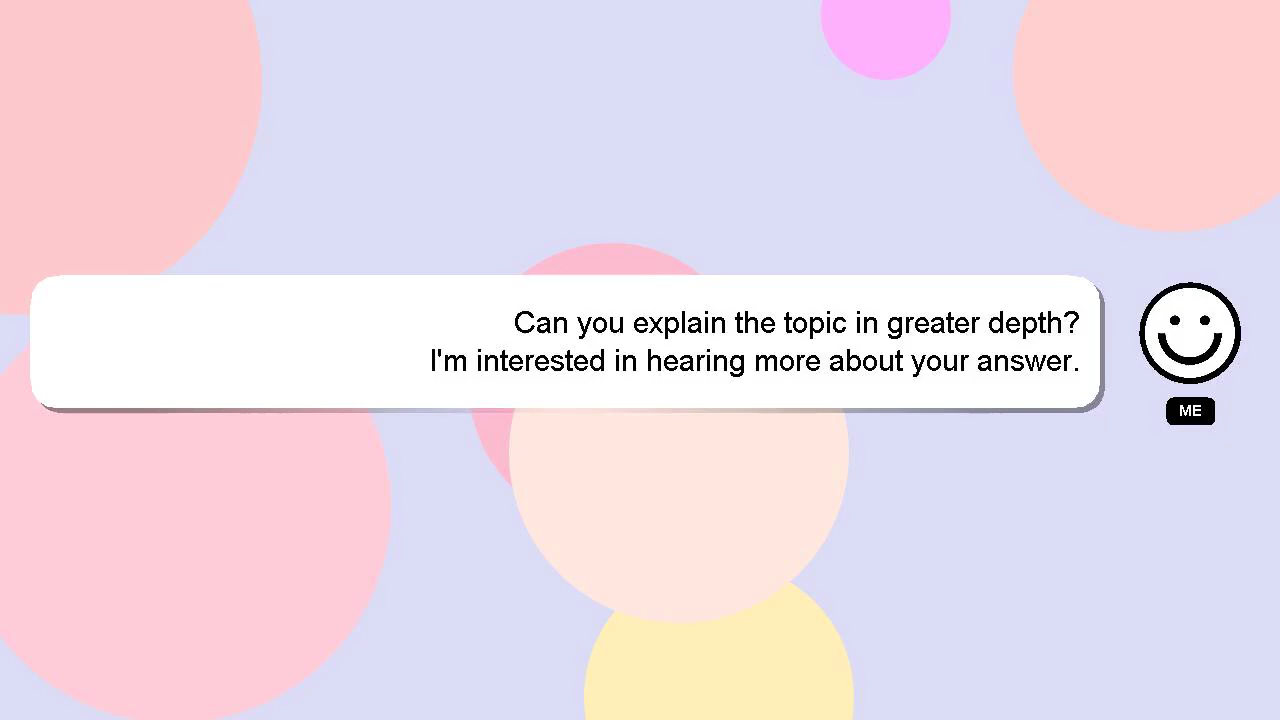 Can you explain the topic in greater depth?
I'm interested in hearing more about your answer.
ME